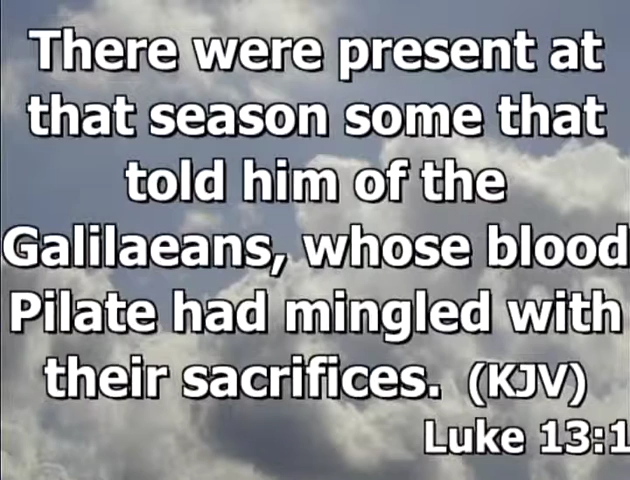 There were present at
that season some that
told him of the
Galilaeans, whose blood
Pilate had mingled with
their sacrifices. (KJV)
Luke 13:1